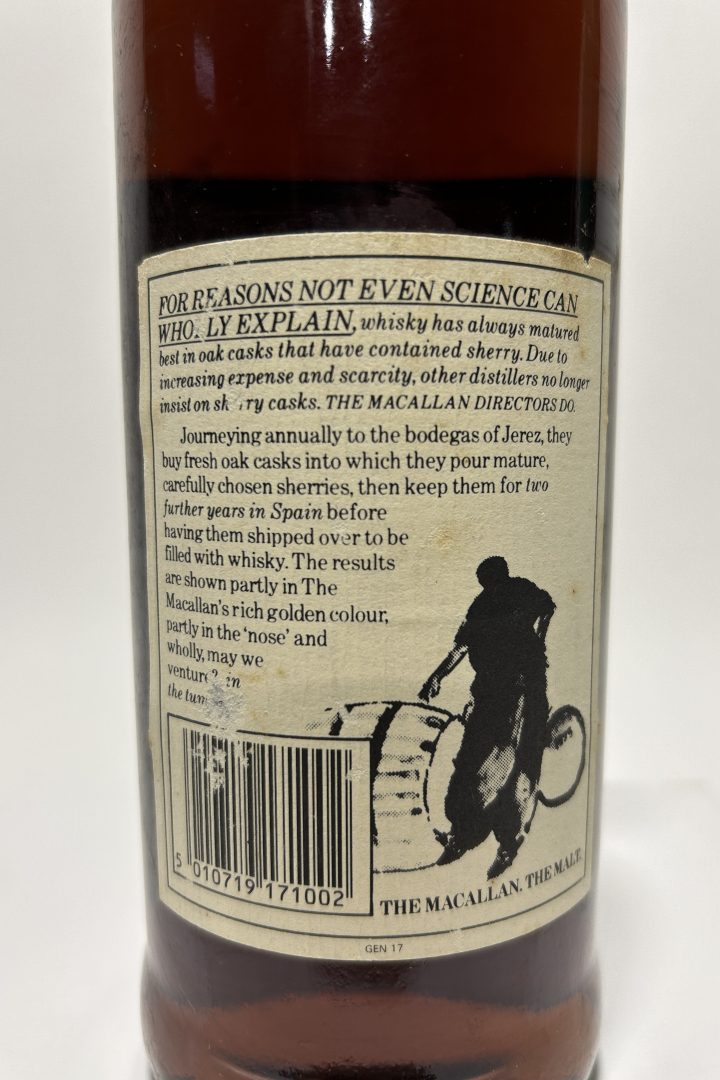 FOR REASONS NOT EVEN SCIENCE CAN
WHOLLY EXPLAIN, whisky has always matured
best in oak casks that have contained sherry. Due to
increasing expense and scarcity, other distillers no longer
insist on sherry casks. THE MACALLAN DIRECTORS DO.
Journeying annually to the bodegas of Jerez, they
buy fresh oak casks into which they pour mature,
carefully chosen sherries, then keep them for two
further years in Spain before
having them shipped over to be
filled with whisky. The results
are shown partly in The
Macallan's rich golden colour,
partly in the 'nose' and
wholly, may we
venture? in
the
5 010719 171002
THE MACALLAN. THE MALT.
GEN 17